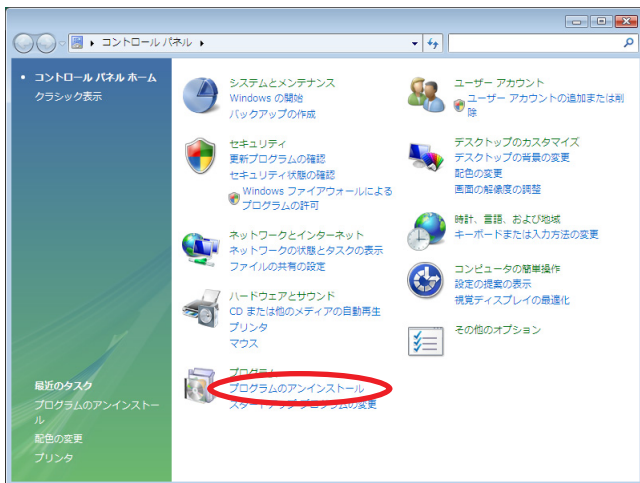 コントロール パネル
コントロール パネル ホーム
クラシック表示
システムとメンテナンス
Windows の開始
バックアップの作成
セキュリティ
更新プログラムの確認
セキュリティ状態の確認
Windows ファイアウォールによる
プログラムの許可
ネットワークとインターネット
ネットワークの状態とタスクの表示
ファイルの共有の設定
ハードウェアとサウンド
CD または他のメディアの自動再生
プリンタ
マウス
プログラム
プログラムのアンインストール
スタートアップ プログラムの変更
ユーザー アカウント
ユーザー アカウントの追加または削
除
デスクトップのカスタマイズ
デスクトップの背景の変更
配色の変更
画面の解像度の調整
時計、言語、および地域
キーボードまたは入力方法の変更
コンピュータの簡単操作
設定の提案の表示
視覚ディスプレイの最適化
その他のオプション
最近のタスク
プログラムのアンインストー
ル
配色の変更
プリンタ